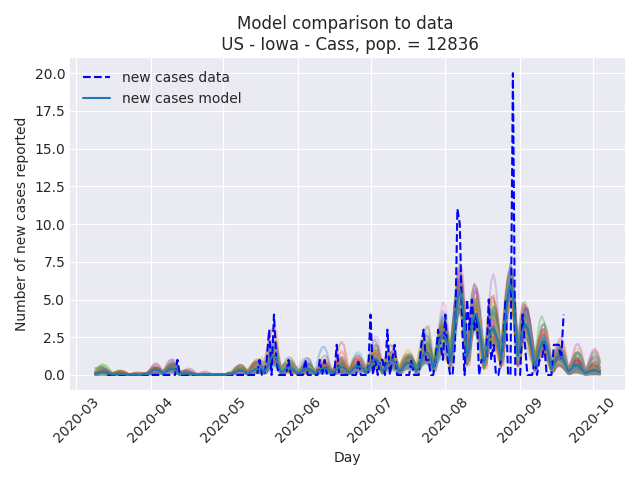 Model comparison to data
US - Iowa - Cass, pop. = 12836
new cases data
new cases model
Number of new cases reported
20.0
17.5
15.0
12.5
10.0
7.5
5.0
2.5
0.0
2020-03
2020-04
2020-05
2020-06
2020-07
2020-08
2020-09
2020-10
Day